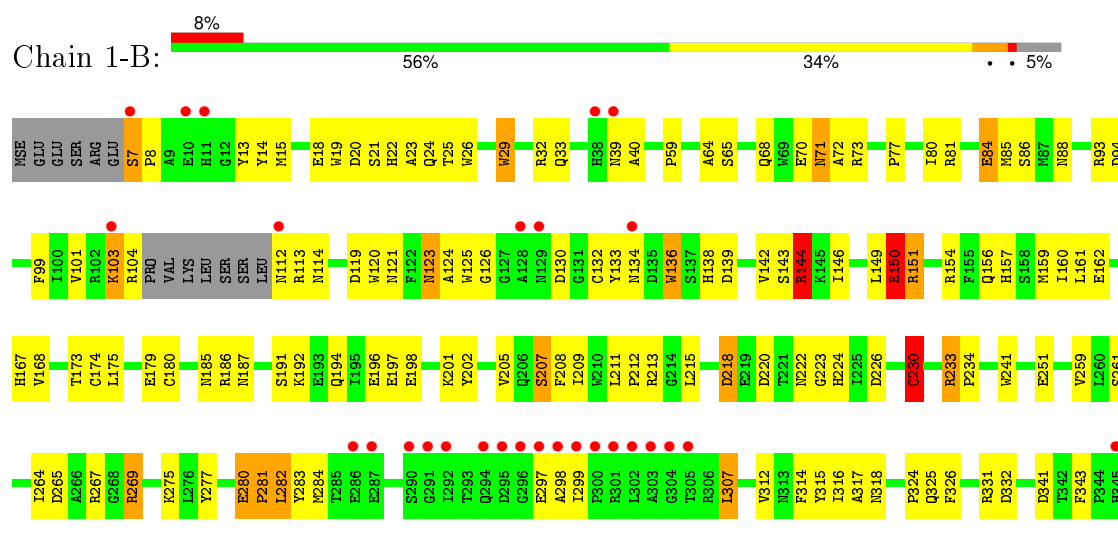 8%
Chain 1-B:
56% 34% • • 5%
MSE GLU GLU SER ARG GLU S7 P8 A9 E10 H11 G12 Y13 Y14 M15 E18 W19 D20 S21 H22 A23 Q24 T25 W26 W29 R32 Q33 H38 N39 A40 P59 A64 S65 Q68 W69 E70 N71 A72 R73 P77 I80 R81 E84 M85 S86 M87 N88 R93 D94
F99 I100 V101 R102 K103 R104 PRO VAL LYS LEU SER SER LEU N112 R113 N114 D119 W120 N121 F122 N123 A124 W125 G126 G127 A128 N129 D130 G131 C132 Y133 N134 D135 W136 S137 H138 D139 V142 S143 R144 K145 I146 L149 E150 R151 R154 F155 Q156 H157 S158 M159 I160 L161 E162
H167 V168 T173 C174 L175 E179 C180 N185 R186 N187 S191 K192 E193 Q194 I195 E196 E197 E198 K201 Y202 V205 Q206 S207 F208 I209 W210 L211 P212 R213 G214 L215 D218 E219 D220 T221 N222 G223 H224 I225 D226 C230 R233 P234 W241 E251 V259 L260 S261
I264 D265 A266 R267 G268 R269 K275 L276 Y277 E280 P281 L282 Y283 M284 T285 E286 E287 S290 G291 I292 T293 Q294 D295 G296 E297 A298 I299 P300 R301 L302 A303 G304 T305 R306 L307 V312 N313 F314 Y315 I316 A317 N318 P324 Q325 F326 R331 D332 D341 T342 F343 P344 H345